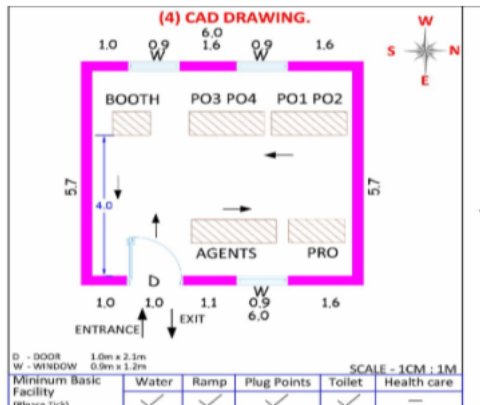 (4) CAD DRAWING.
W
S N
E
6.0
1.0 0.9 1.6 0.9 1.6
W W
BOOTH PO3 PO4 PO1 PO2
5.7 5.7
4.0
AGENTS PRO
D W
1.0 1.0 1.1 0.9 1.6
6.0
ENTRANCE EXIT
D - DOOR 1.0m x 2.1m
W - WINDOW 0.9m x 1.2m
SCALE - 1CM : 1M
Mininum Basic Water Ramp Plug Points Toilet Health care
Facility
(Please Tick)